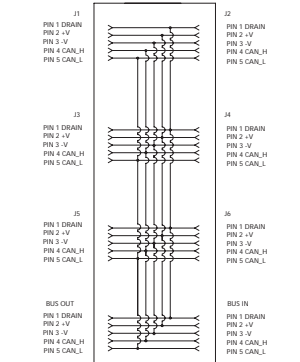 J1
PIN 1 DRAIN
PIN 2 +V
PIN 3 -V
PIN 4 CAN_H
PIN 5 CAN_L
J2
PIN 1 DRAIN
PIN 2 +V
PIN 3 -V
PIN 4 CAN_H
PIN 5 CAN_L
J3
PIN 1 DRAIN
PIN 2 +V
PIN 3 -V
PIN 4 CAN_H
PIN 5 CAN_L
J4
PIN 1 DRAIN
PIN 2 +V
PIN 3 -V
PIN 4 CAN_H
PIN 5 CAN_L
J5
PIN 1 DRAIN
PIN 2 +V
PIN 3 -V
PIN 4 CAN_H
PIN 5 CAN_L
J6
PIN 1 DRAIN
PIN 2 +V
PIN 3 -V
PIN 4 CAN_H
PIN 5 CAN_L
BUS OUT
PIN 1 DRAIN
PIN 2 +V
PIN 3 -V
PIN 4 CAN_H
PIN 5 CAN_L
BUS IN
PIN 1 DRAIN
PIN 2 +V
PIN 3 -V
PIN 4 CAN_H
PIN 5 CAN_L